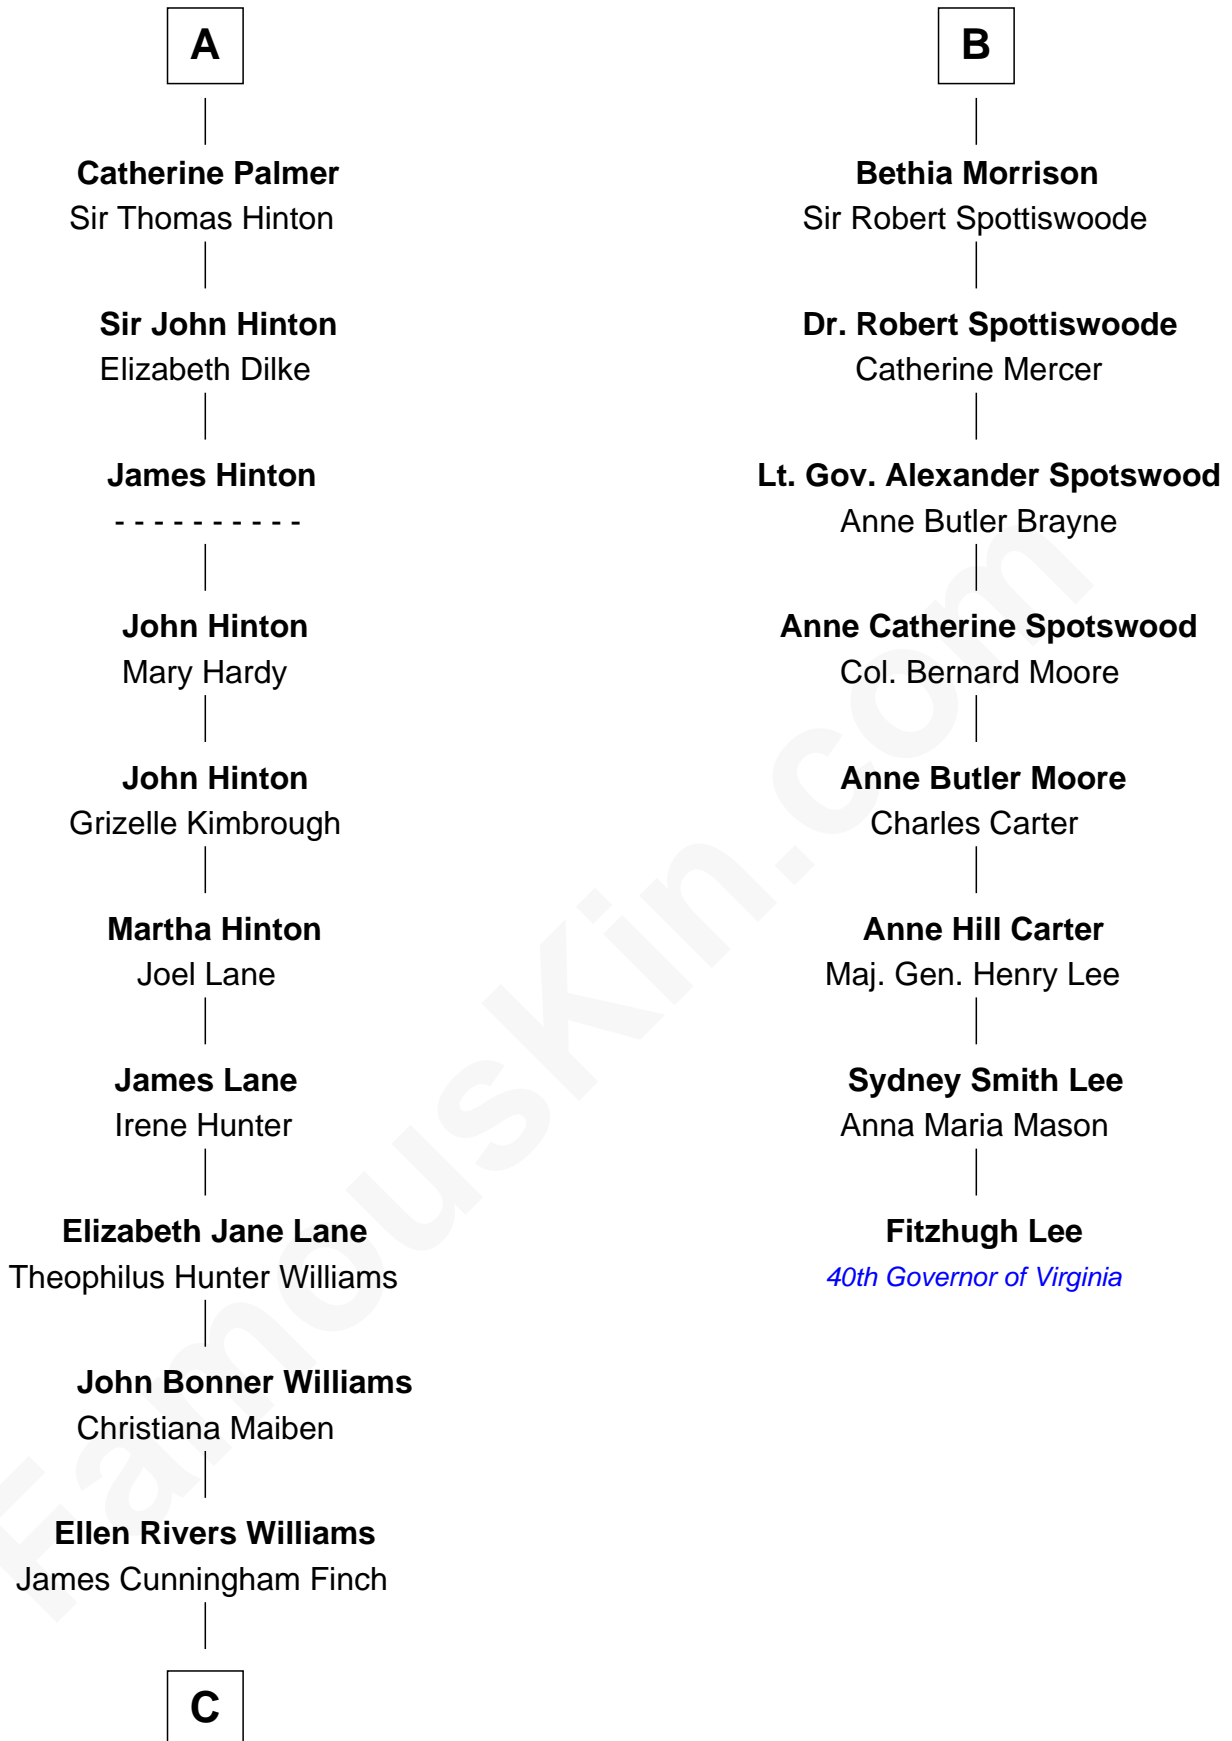 A
Catherine Palmer
Sir Thomas Hinton
Sir John Hinton
Elizabeth Dilke
James Hinton
- - - - - - - - - -
John Hinton
Mary Hardy
John Hinton
Grizelle Kimbrough
Martha Hinton
Joel Lane
James Lane
Irene Hunter
Elizabeth Jane Lane
Theophilus Hunter Williams
John Bonner Williams
Christiana Maiben
Ellen Rivers Williams
James Cunningham Finch
C
B
Bethia Morrison
Sir Robert Spottiswoode
Dr. Robert Spottiswoode
Catherine Mercer
Lt. Gov. Alexander Spotswood
Anne Butler Brayne
Anne Catherine Spotswood
Col. Bernard Moore
Anne Butler Moore
Charles Carter
Anne Hill Carter
Maj. Gen. Henry Lee
Sydney Smith Lee
Anna Maria Mason
Fitzhugh Lee
40th Governor of Virginia
FamousKin.com